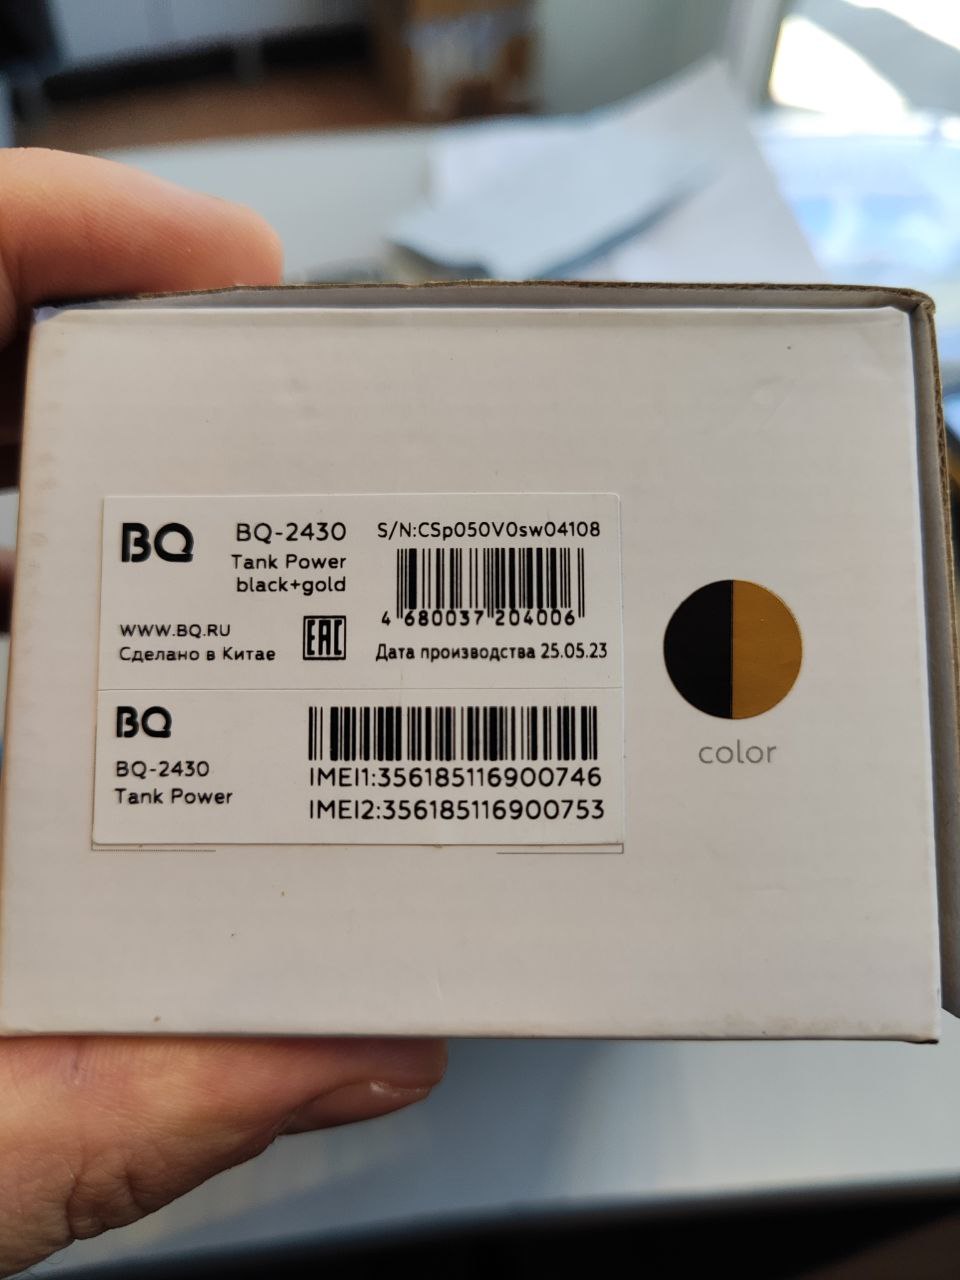 BQ
BQ-2430
Tank Power
black+gold
WWW.BQ.RU
Сделано в Китае
EAC
S/N:CSp050V0sw04108
4 680037 204006
Дата производства 25.05.23
BQ
BQ-2430
Tank Power
IMEI1:356185116900746
IMEI2:356185116900753
color